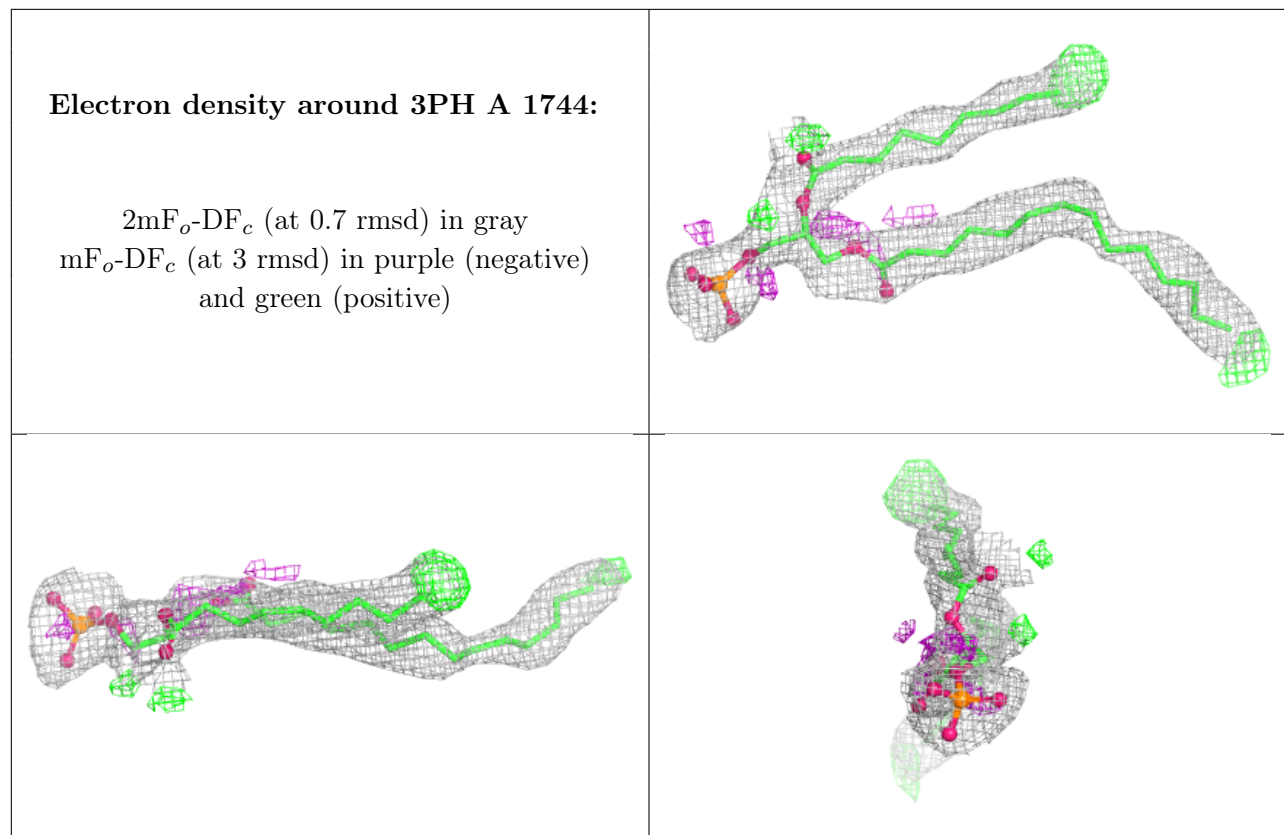 Electron density around 3PH A 1744:
2mFo-DFc (at 0.7 rmsd) in gray
mFo-DFc (at 3 rmsd) in purple (negative)
and green (positive)